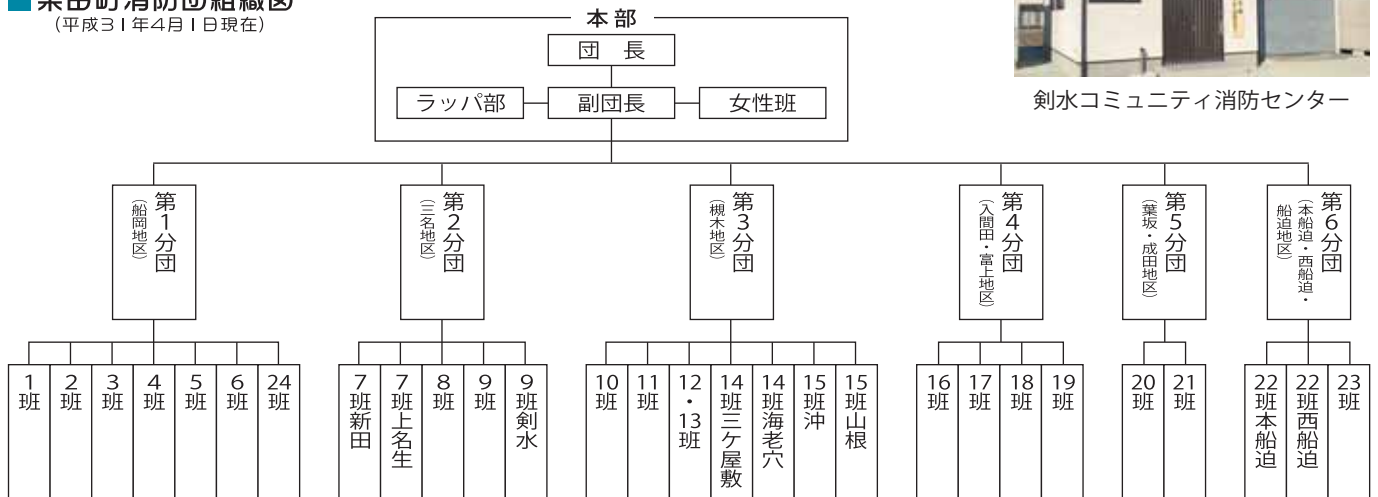 柴田町消防団組織図
(平成31年4月1日現在)
本部
団長
ラッパ部
副団長
女性班
剣水コミュニティ消防センター
第1分団
(船岡地区)
第2分団
(三名地区)
第3分団
(槻木地区)
第4分団
(入間田・富上地区)
第5分団
(葉坂・成田地区)
第6分団
(本船迫・西船迫・
船迫地区)
1班
2班
3班
4班
5班
6班
24班
7班新田
7班上名生
8班
9班
9班剣水
10班
11班
12・13班
14班三ケ屋敷
14班海老穴
15班沖
15班山根
16班
17班
18班
19班
20班
21班
22班本船迫
22班西船迫
23班